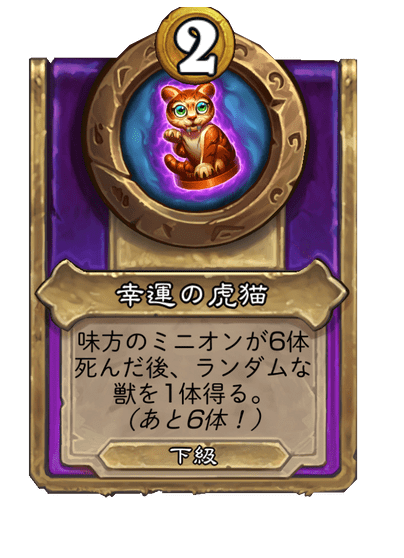 2
幸運の虎猫
味方のミニオンが6体
死んだ後、ランダムな
獣を1体得る。
(あと6体！)
下級